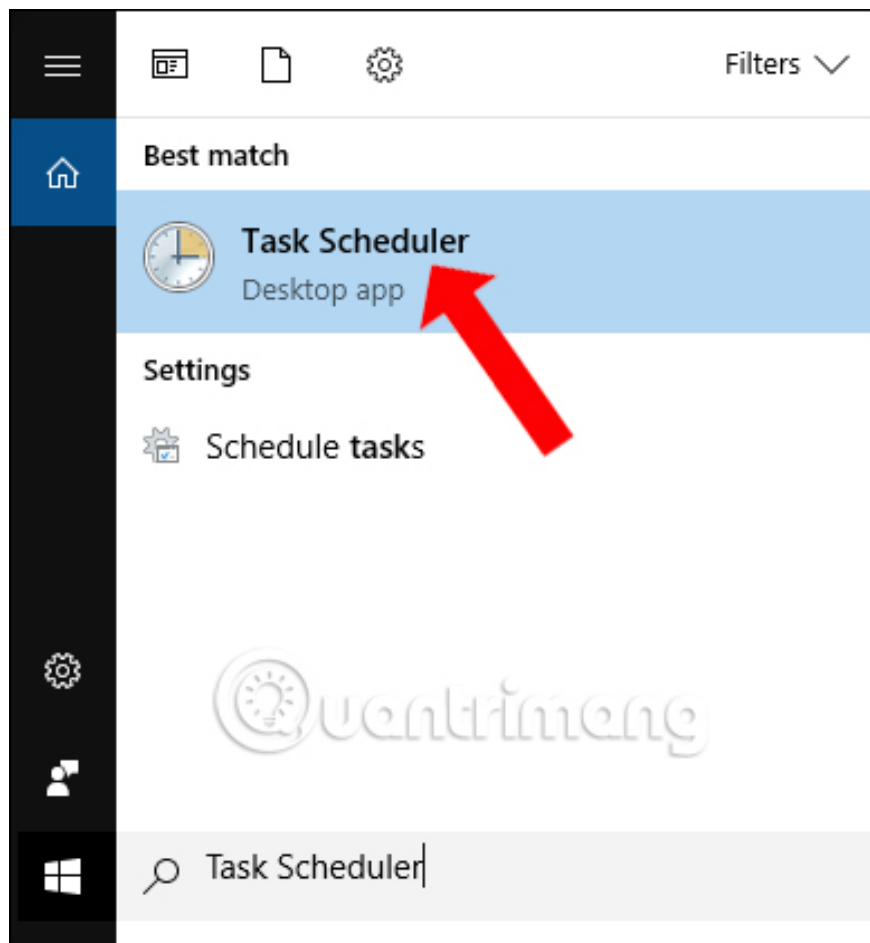 Filters
Best match
Task Scheduler
Desktop app
Settings
Schedule tasks
Quantrimang
Task Scheduler